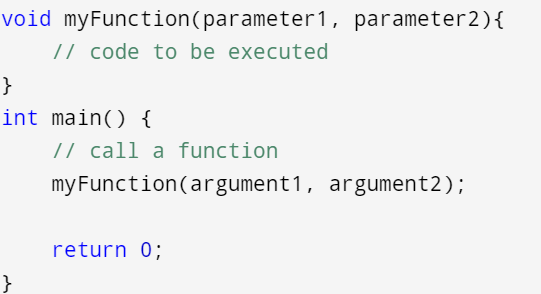 void myFunction(parameter1, parameter2){
    // code to be executed
}
int main() {
    // call a function
    myFunction(argument1, argument2);

    return 0;
}